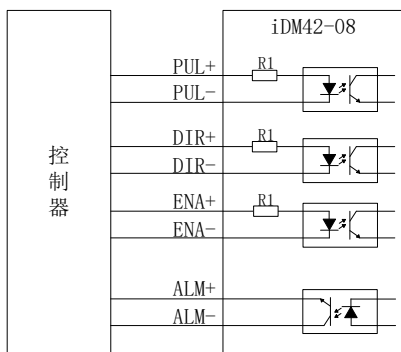 iDM42-08
控制器
PUL+
R1
PUL-
DIR+
R1
DIR-
ENA+
R1
ENA-
ALM+
ALM-